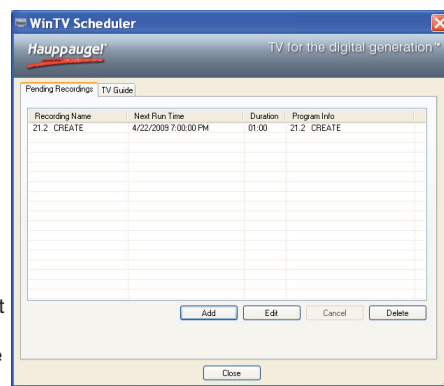 WinTV Scheduler
Hauppauge! TV for the digital generation™
Pending Recordings TV Guide
Recording Name Next Run Time Duration Program Info
21.2 CREATE 4/22/2009 7:00:00 PM 01:00 21.2 CREATE
Add Edit Cancel Delete
t
e
Close